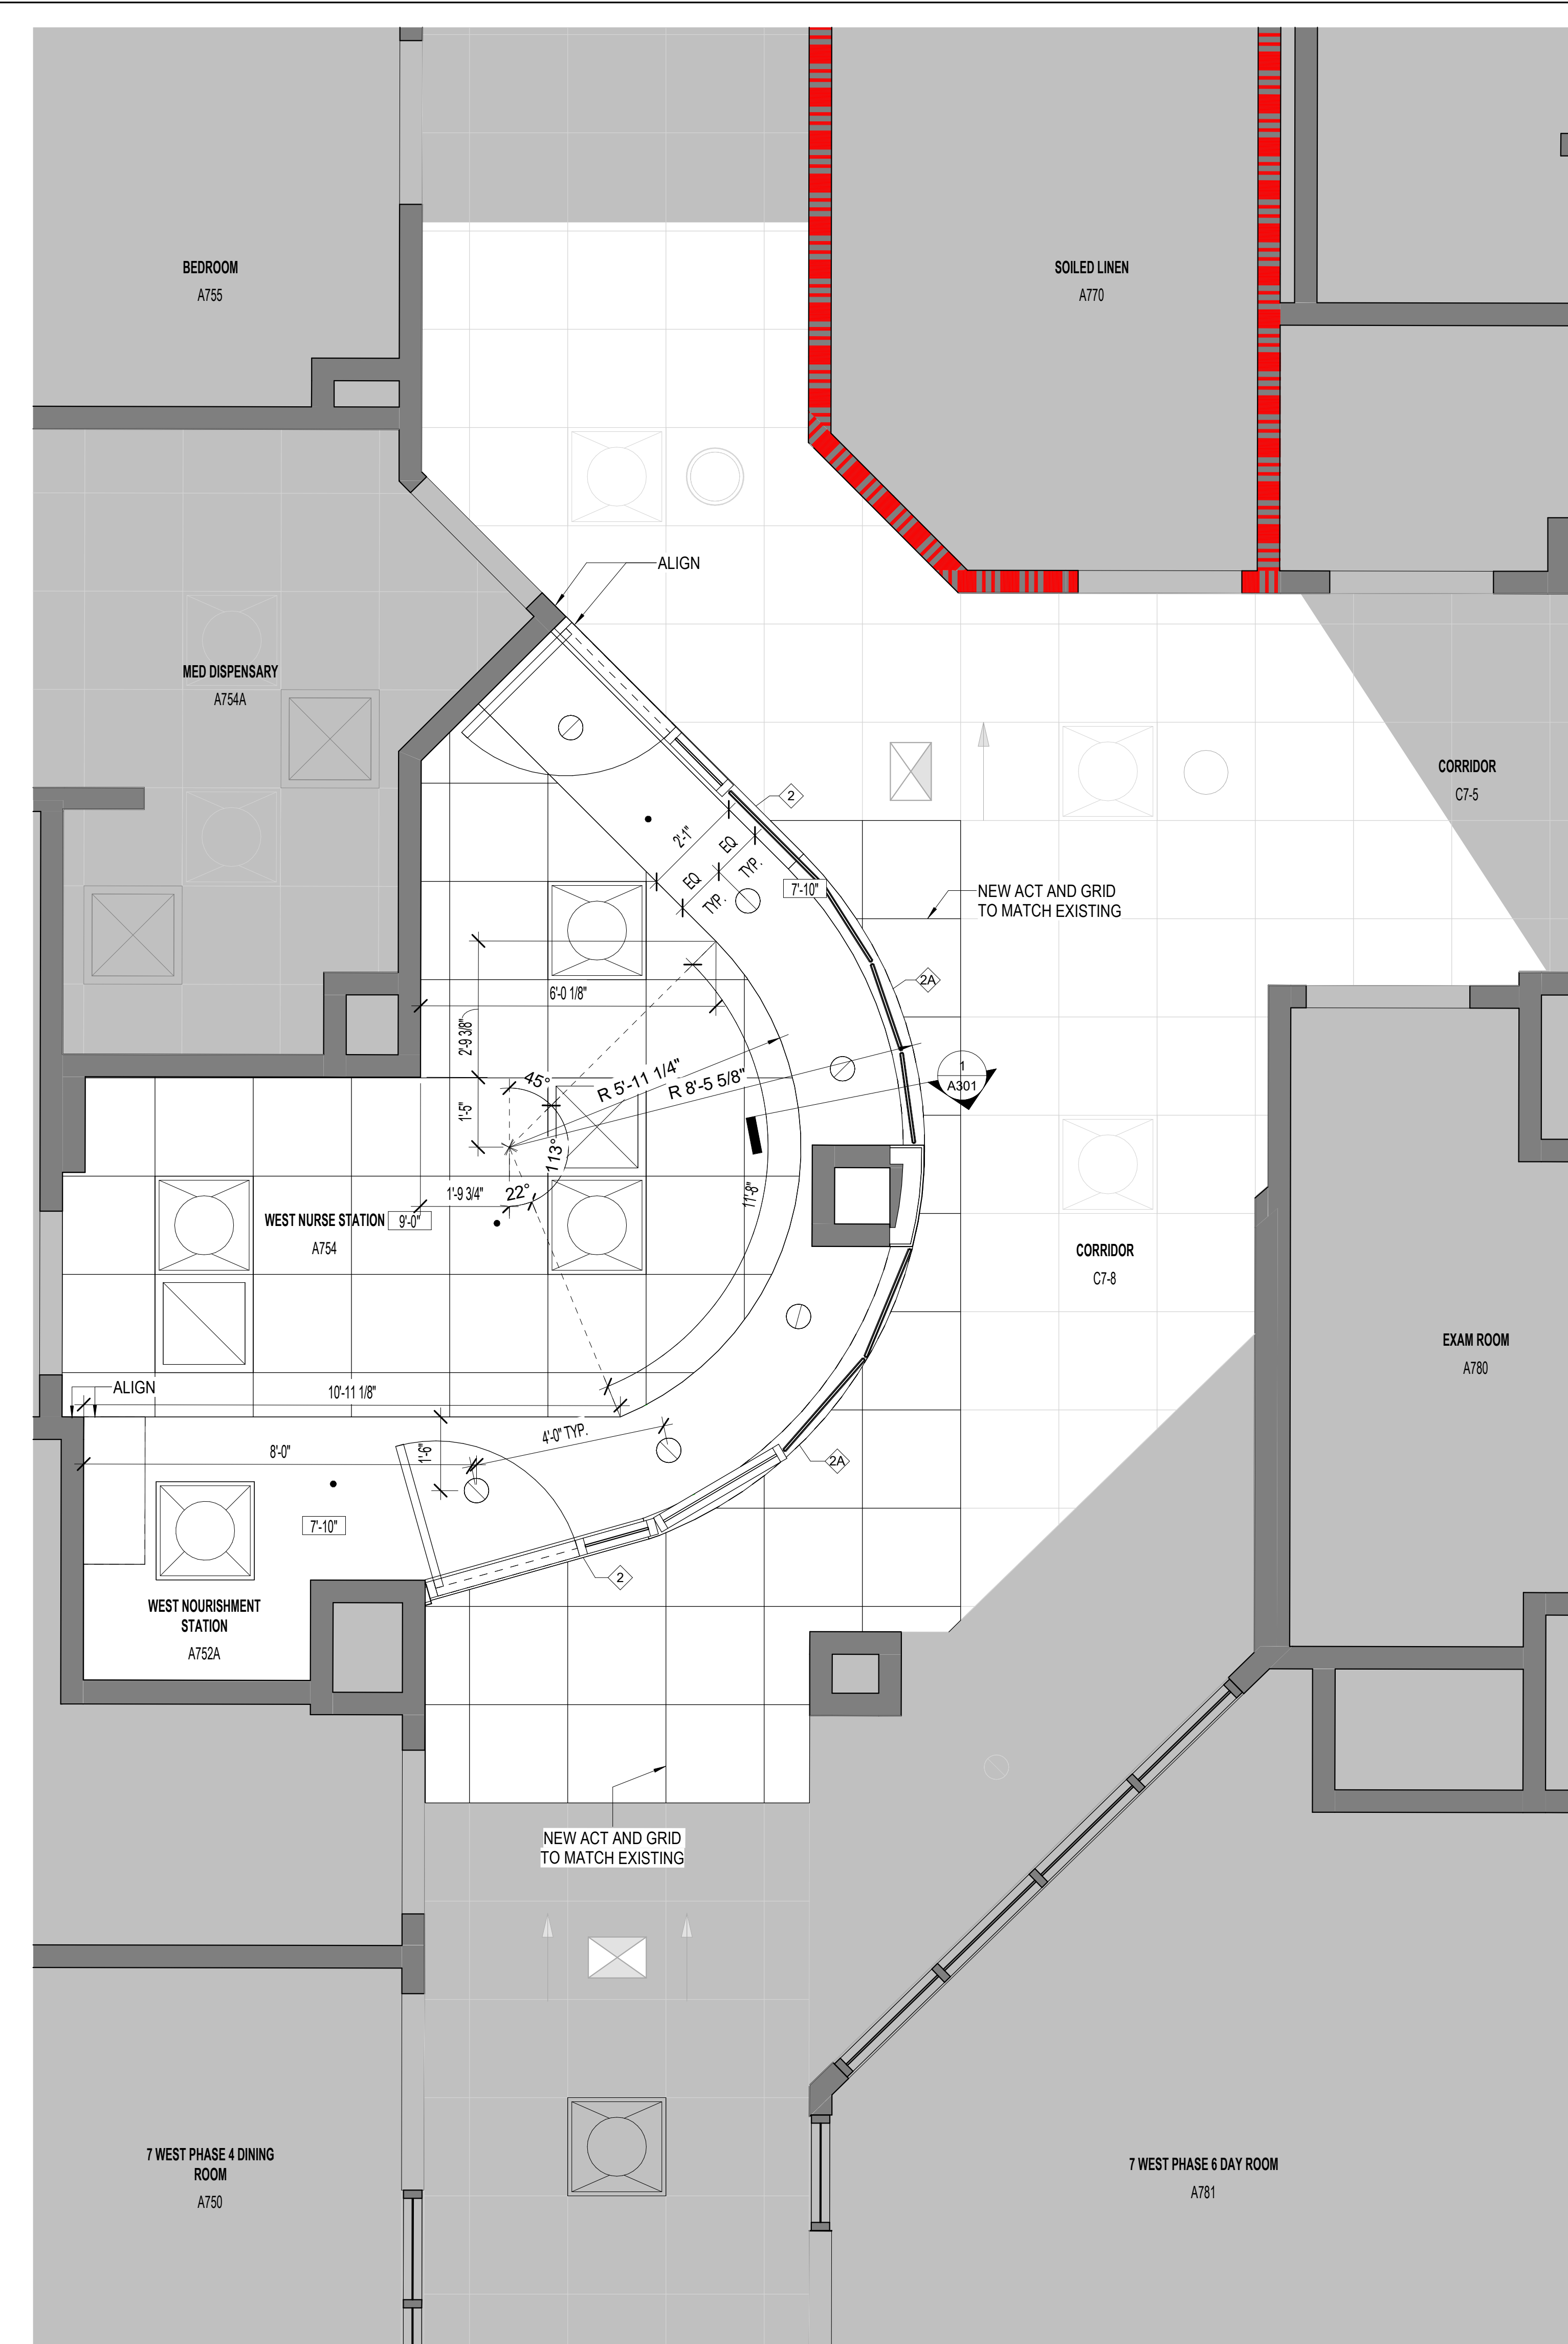 BEDROOM
A755
SOILED LINEN
A770
ALIGN
MED DISPENSARY
A754A
CORRIDOR
C7-5
2
2'-1"
EQ
TYP.
EQ
TYP.
7'-10"
NEW ACT AND GRID
TO MATCH EXISTING
2A
6'-0 1/8"
2'-9 3/8"
R 5'-11 1/4"
R 8'-5 5/8"
1
A301
45°
1'-5"
113°
11'-8"
1'-9 3/4"
22°
WEST NURSE STATION
9'-0"
A754
CORRIDOR
C7-8
EXAM ROOM
A780
ALIGN
10'-11 1/8"
8'-0"
1'-6"
4'-0" TYP.
2A
7'-10"
2
WEST NOURISHMENT
STATION
A752A
NEW ACT AND GRID
TO MATCH EXISTING
7 WEST PHASE 4 DINING
ROOM
A750
7 WEST PHASE 6 DAY ROOM
A781